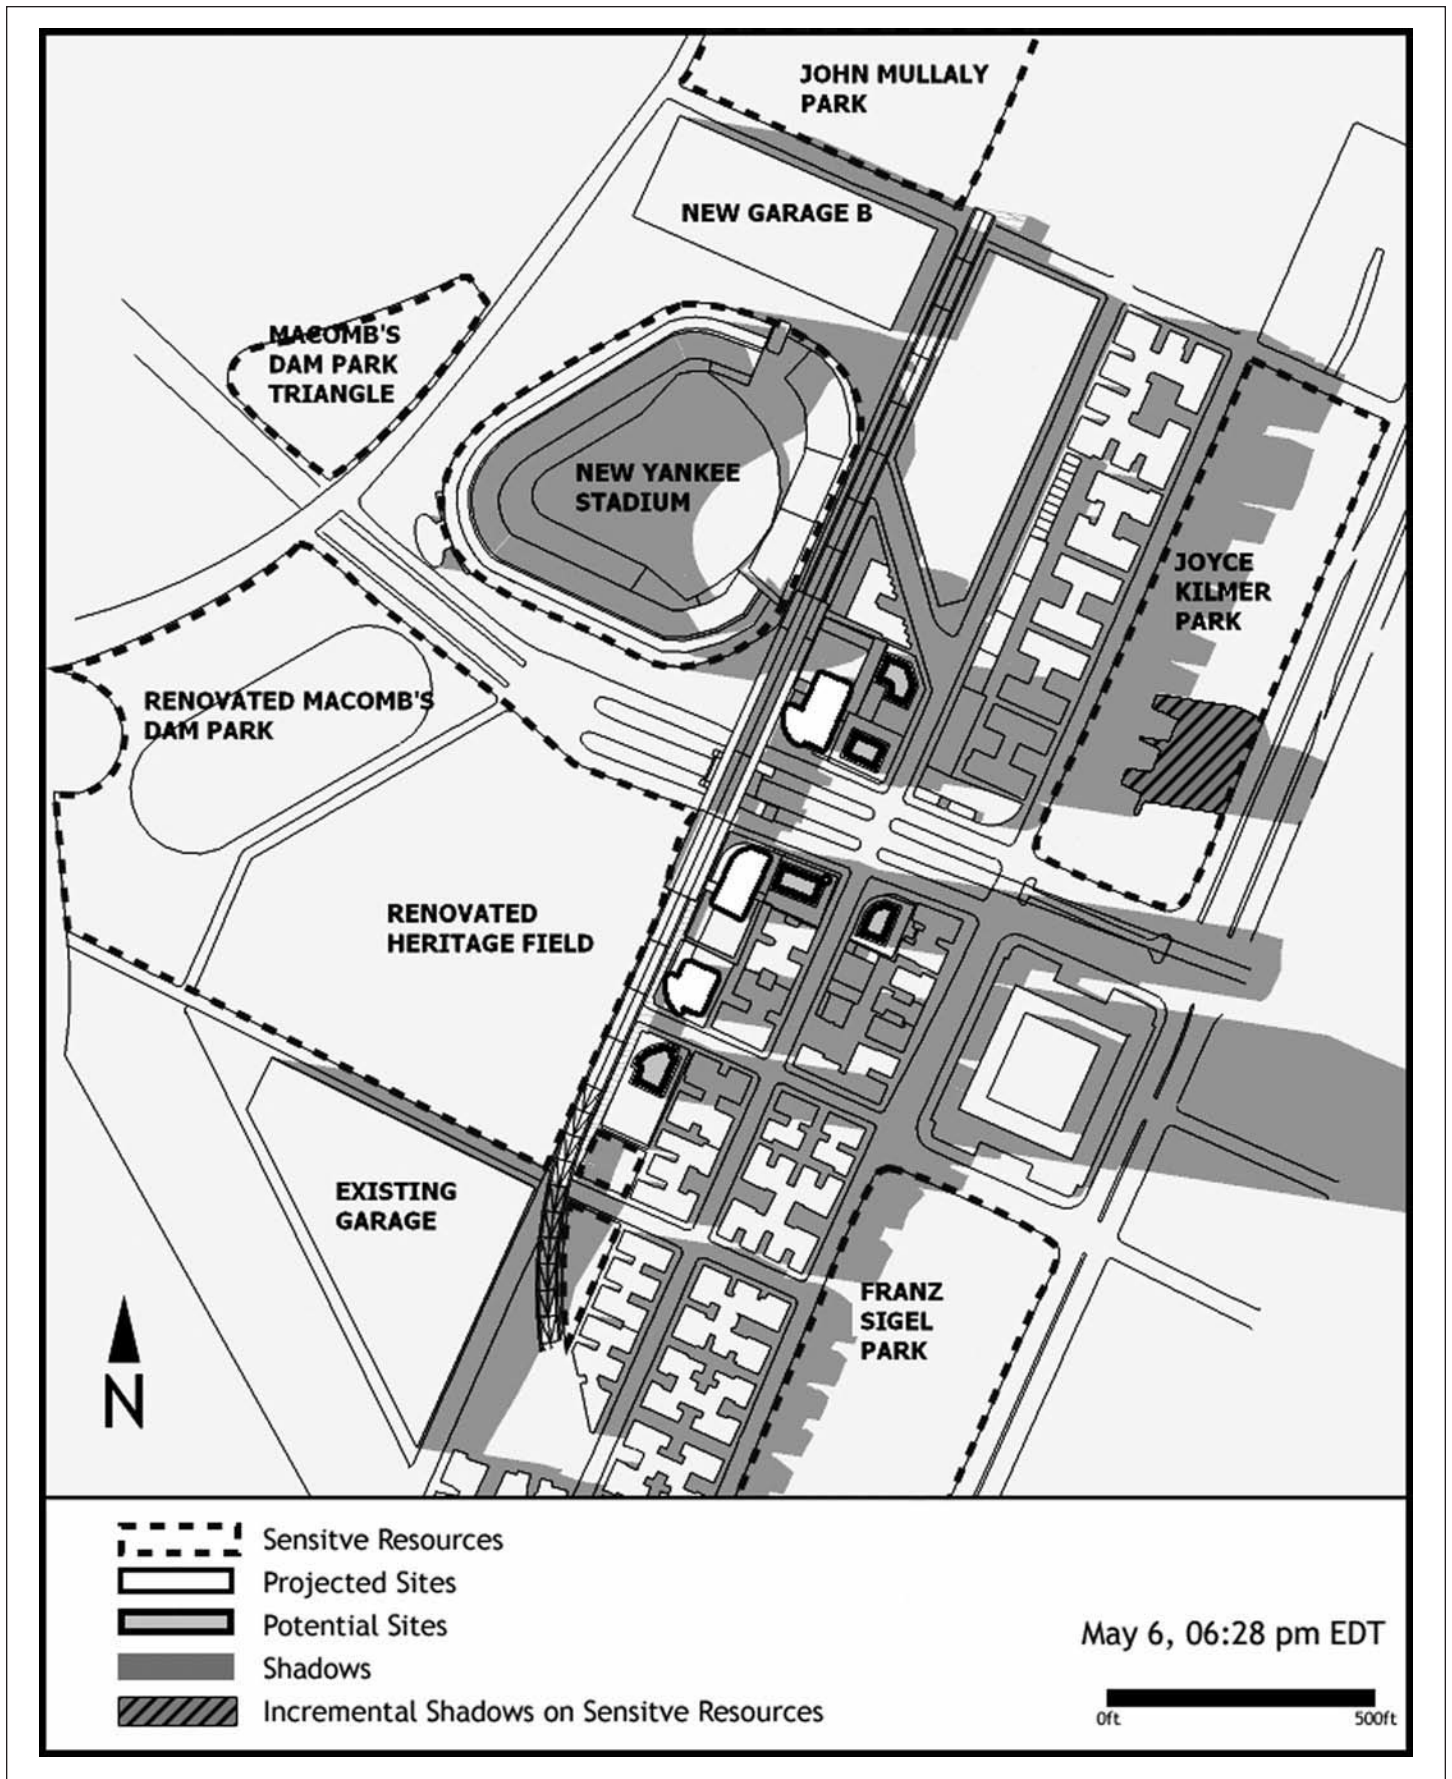 JOHN MULLALY
PARK
NEW GARAGE B
MACOMB'S
DAM PARK
TRIANGLE
NEW YANKEE
STADIUM
JOYCE
KILMER
PARK
RENOVATED MACOMB'S
DAM PARK
RENOVATED
HERITAGE FIELD
EXISTING
GARAGE
FRANZ
SIGEL
PARK
N
Sensitve Resources
Projected Sites
Potential Sites
Shadows
Incremental Shadows on Sensitve Resources
May 6, 06:28 pm EDT
0ft 500ft